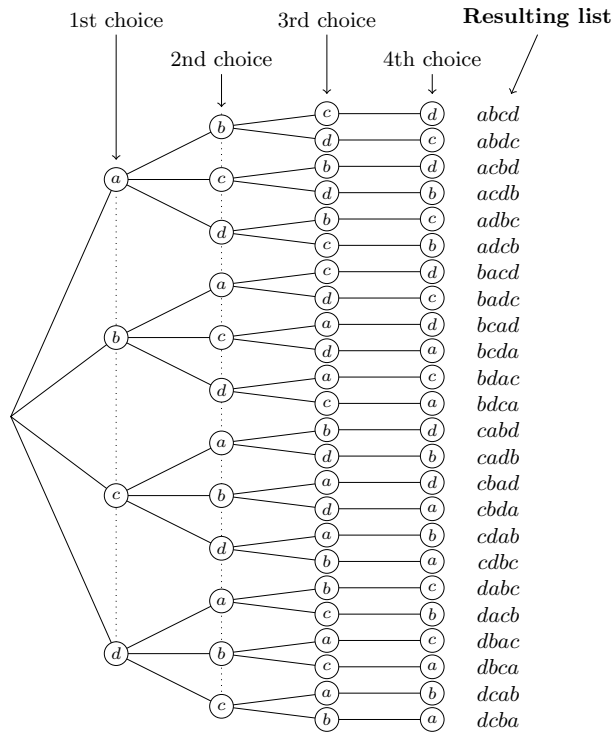 1st choice
2nd choice
3rd choice
4th choice
Resulting list
b c d abcd
d c abdc
a c b d acbd
d b acdb
d b c adbc
c b adcb
a c d bacd
d c badc
b c a d bcad
d a bcda
d a c bdac
c a bdca
a b d cabd
d b cadb
c b a d cbad
d a cbda
d a b cdab
b a cdbc
a b c dabc
c b dacb
d b a c dbac
c a dbca
c a b dcab
b a dcba